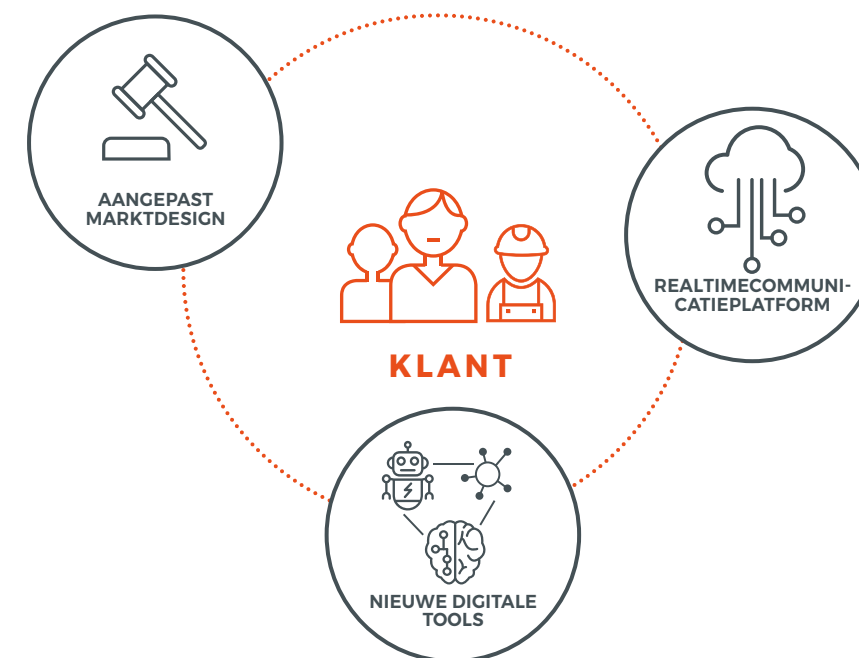 AANGEPAST
MARKTDESIGN
REALTIMECOMMUNI-
CATIEPLATFORM
KLANT
NIEUWE DIGITALE
TOOLS